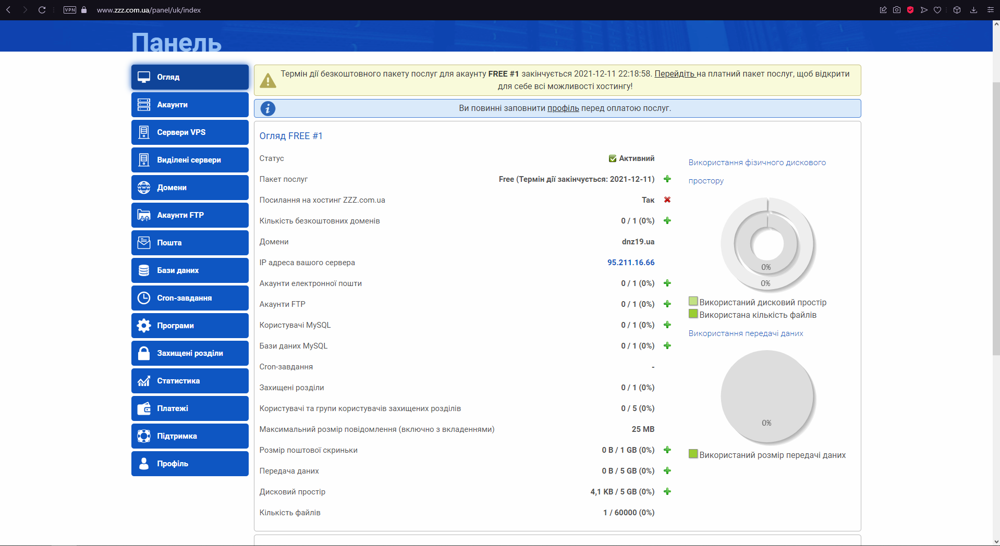 VPN
www.zzz.com.ua/panel/uk/index
Панель
Огляд
Акаунти
Сервери VPS
Виділені сервери
Домени
Акаунти FTP
Пошта
Бази даних
Cron-завдання
Програми
Захищені розділи
Статистика
Платежі
Підтримка
Профіль
Термін дії безкоштовного пакету послуг для акаунту FREE #1 закінчується 2021-12-11 22:18:58. Перейдіть на платний пакет послуг, щоб відкрити
для себе всі можливості хостингу!
Ви повинні заповнити профіль перед оплатою послуг.
Огляд FREE #1
Статус Активний
Пакет послуг Free (Термін дії закінчується: 2021-12-11)
Посилання на хостинг ZZZ.com.ua Так
Кількість безкоштовних доменів 0 / 1 (0%)
Домени dnz19.ua
IP адреса вашого сервера 95.211.16.66
Акаунти електронної пошти 0 / 1 (0%)
Акаунти FTP 0 / 1 (0%)
Користувачі MySQL 0 / 1 (0%)
Бази даних MySQL 0 / 1 (0%)
Cron-завдання -
Захищені розділи 0 / 1 (0%)
Користувачі та групи користувачів захищених розділів 0 / 5 (0%)
Максимальний розмір повідомлення (включно з вкладеннями) 25 MB
Розмір поштової скриньки 0 B / 1 GB (0%)
Передача даних 0 B / 5 GB (0%)
Дисковий простір 4,1 KB / 5 GB (0%)
Кількість файлів 1 / 60000 (0%)
Використання фізичного дискового
простору
0%
0%
Використаний дисковий простір
Використана кількість файлів
Використання передачі даних
0%
Використаний розмір передачі даних